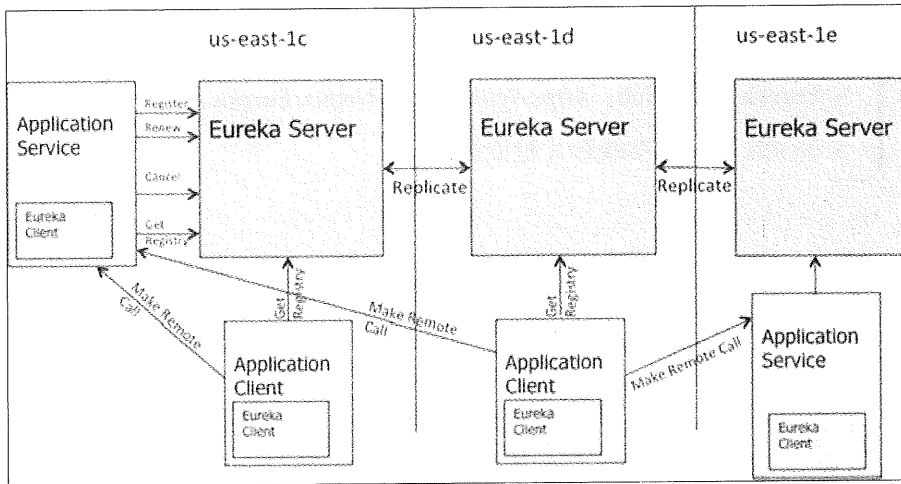 us-east-1c
us-east-1d
us-east-1e
Application
Service
Eureka
Client
Register
Renew
Cancel
Get
Registry
Eureka Server
Replicate
Eureka Server
Replicate
Eureka Server
Make Remote
Call
Get
Registry
Make Remote
Call
Get
Registry
Make Remote Call
Application
Client
Eureka
Client
Application
Client
Eureka
Client
Application
Service
Eureka
Client